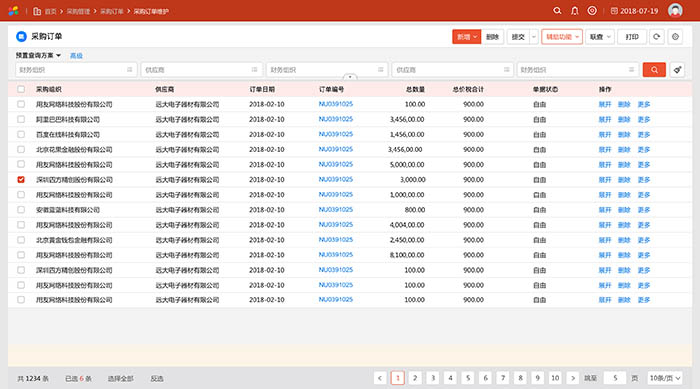 首页 > 采购管理 > 采购订单 > 采购订单维护 2018-07-19
采购订单 新增 删除 提交 辅助功能 联查 打印
预置查询方案 高级
财务组织 供应商 财务组织 供应商 财务组织
采购组织 供应商 订单日期 订单编号 总数量 总价税合计 单据状态 操作
用友网络科技股份有限公司 远大电子器材有限公司 2018-02-10 NU0391025 100.00 900.00 自由 展开 删除 更多
阿里巴巴科技有限公司 远大电子器材有限公司 2018-02-10 NU0391025 3,456,00.00 900.00 自由 展开 删除 更多
百度在线科技有限公司 远大电子器材有限公司 2018-02-10 NU0391025 1,456,00.00 900.00 自由 展开 删除 更多
北京花果金融股份有限公司 远大电子器材有限公司 2018-02-10 NU0391025 3,456,00.00 900.00 自由 展开 删除 更多
用友网络科技股份有限公司 远大电子器材有限公司 2018-02-10 NU0391025 5,000,00.00 900.00 自由 展开 删除 更多
深圳四方精创股份有限公司 远大电子器材有限公司 2018-02-10 NU0391025 3,000.00 900.00 自由 展开 删除 更多
用友网络科技股份有限公司 远大电子器材有限公司 2018-02-10 NU0391025 1,000,00.00 900.00 自由 展开 删除 更多
安徽蓝蓝科技有限公司 远大电子器材有限公司 2018-02-10 NU0391025 800.00 900.00 自由 展开 删除 更多
用友网络科技股份有限公司 远大电子器材有限公司 2018-02-10 NU0391025 4,004,00.00 900.00 自由 展开 删除 更多
北京黄金钱包金融有限公司 远大电子器材有限公司 2018-02-10 NU0391025 2,450,00.00 900.00 自由 展开 删除 更多
用友网络科技股份有限公司 远大电子器材有限公司 2018-02-10 NU0391025 8,100,00.00 900.00 自由 展开 删除 更多
深圳四方精创股份有限公司 远大电子器材有限公司 2018-02-10 NU0391025 100.00 900.00 自由 展开 删除 更多
用友网络科技股份有限公司 远大电子器材有限公司 2018-02-10 NU0391025 100.00 900.00 自由 展开 删除 更多
用友网络科技股份有限公司 远大电子器材有限公司 2018-02-10 NU0391025 100.00 900.00 自由 展开 删除 更多
共 1234 条 已选 6 条 选择全部 反选 < 1 2 3 4 5 6 7 8 9 10 > 跳至 5 页 10条/页